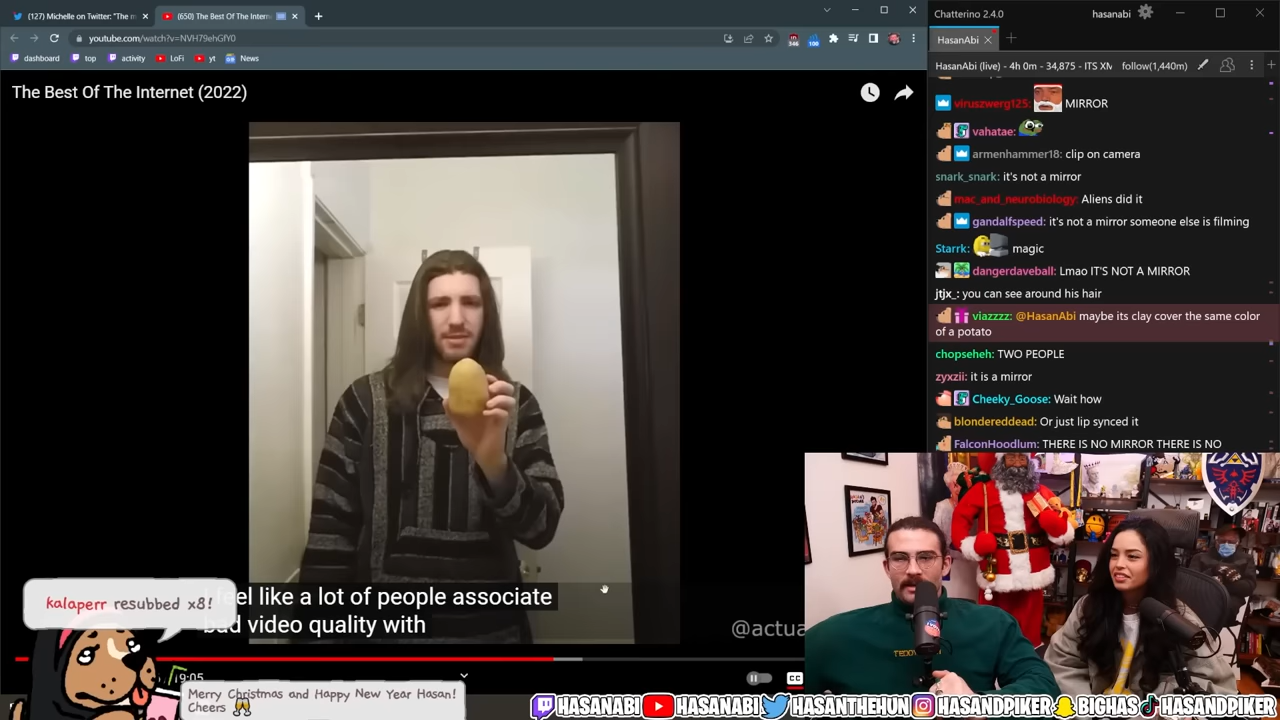 (127) Michelle on Twitter: "The m
(650) The Best Of The Internet
youtube.com/watch?v=NVH79ehGfY0
dashboard
top
activity
LoFi
yt
News
The Best Of The Internet (2022)
I feel like a lot of people associate
bad video quality with
@actua
9:05
CC
kalaperr resubbed x8!
Merry Christmas and Happy New Year Hasan!
Cheers
Chatterino 2.4.0
hasanabi
HasanAbi
HasanAbi (live) - 4h 0m - 34,875 - ITS XM
follow(1,440m)
viruszwerg125: MIRROR
vahatae:
armenhammer18: clip on camera
snark_snark: it's not a mirror
mac_and_neurobiology: Aliens did it
gandalfspeed: it's not a mirror someone else is filming
Starrk: magic
dangerdaveball: Lmao IT'S NOT A MIRROR
jtjx_: you can see around his hair
viazzzz: @HasanAbi maybe its clay cover the same color
of a potato
chopseheh: TWO PEOPLE
zyxzii: it is a mirror
Cheeky_Goose: Wait how
blondereddead: Or just lip synced it
FalconHoodlum: THERE IS NO MIRROR THERE IS NO
HASANABI
HASANABI
HASANTHEHUN
HASANDPIKER
BIGHAS
HASANDPIKER